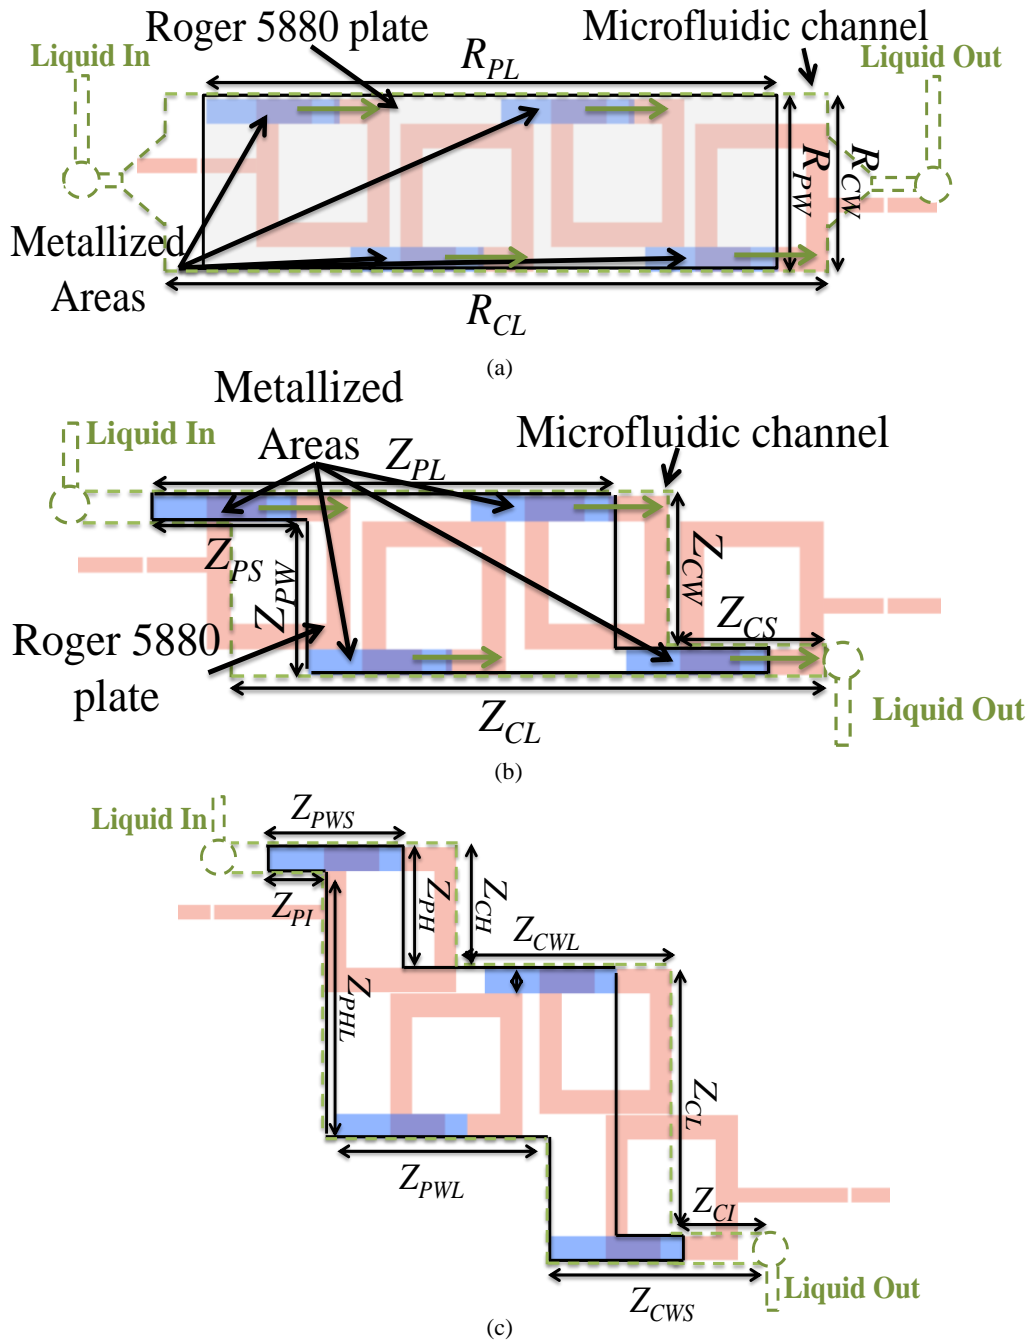 Roger 5880 plate
Microfluidic channel
Liquid In
Liquid Out
R_PL
R_PW
R_CW
Metallized
Areas
R_CL
(a)
Metallized
Areas
Liquid In
Z_PL
Microfluidic channel
Z_PS
Z_PW
Z_CW
Z_CS
Roger 5880
plate
Z_CL
Liquid Out
(b)
Z_PWS
Liquid In
Z_PI
Z_PH
Z_CH
Z_CWL
Z_PHL
Z_CL
Z_PWL
Z_CI
Z_CWS
Liquid Out
(c)